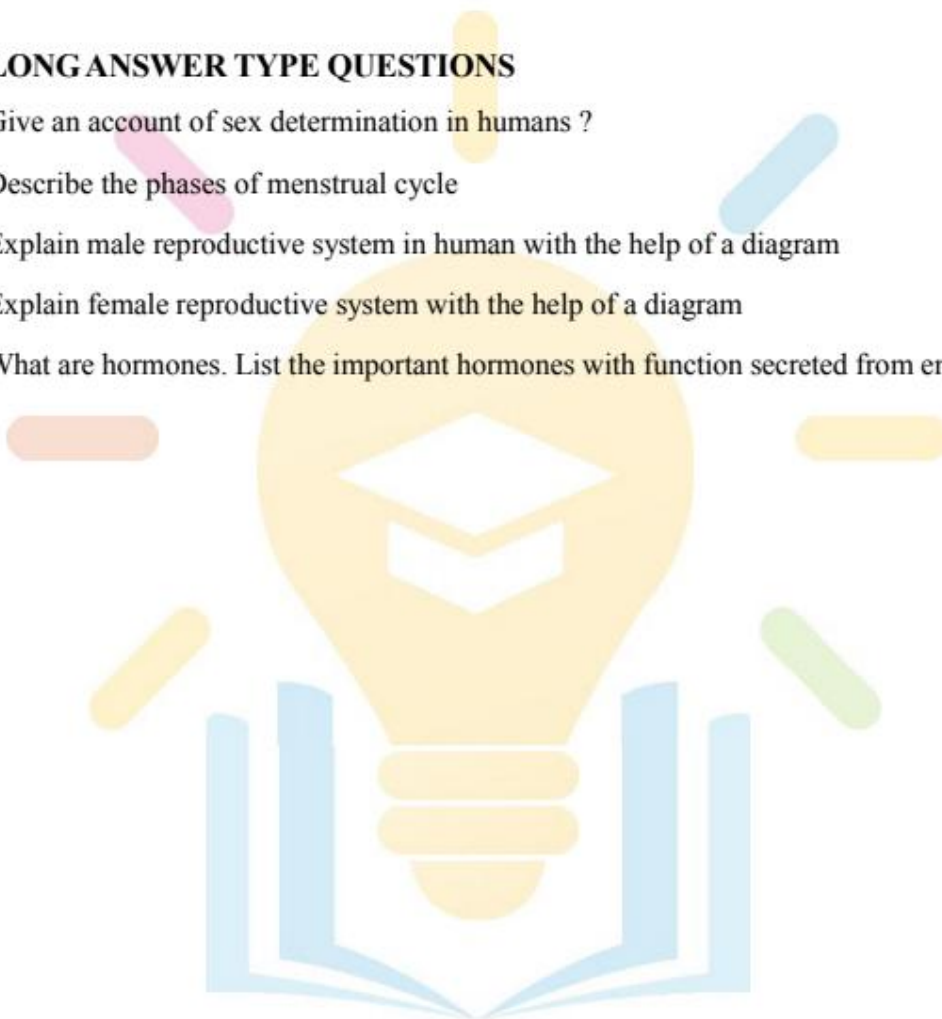 LONG ANSWER TYPE QUESTIONS
Give an account of sex determination in humans ?
Describe the phases of menstrual cycle
Explain male reproductive system in human with the help of a diagram
Explain female reproductive system with the help of a diagram
What are hormones. List the important hormones with function secreted from